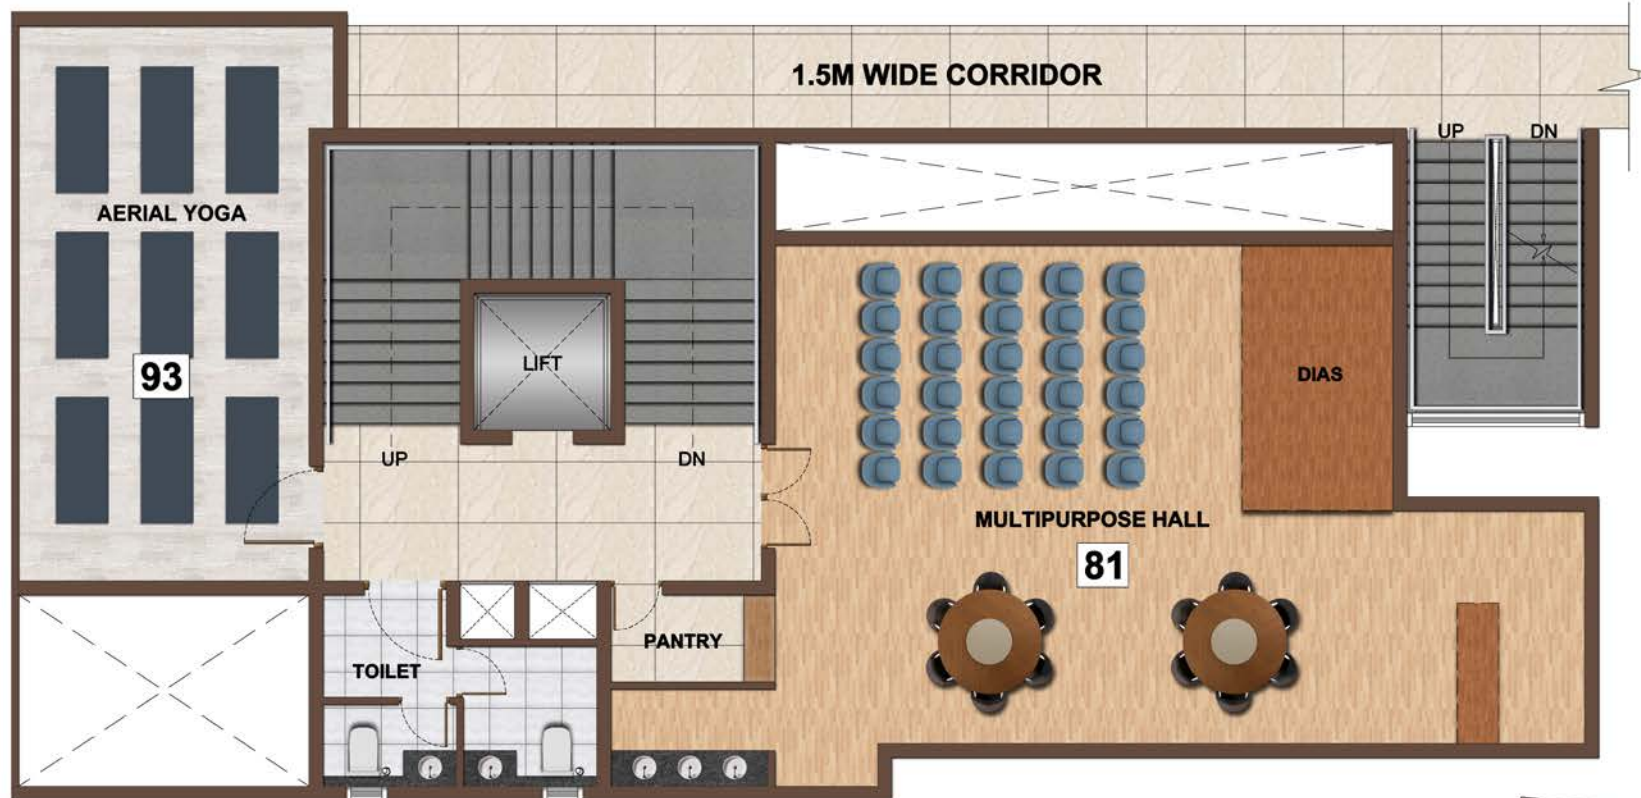 1.5M WIDE CORRIDOR
UP
DN
AERIAL YOGA
93
LIFT
DIAS
UP
DN
MULTIPURPOSE HALL
81
PANTRY
TOILET